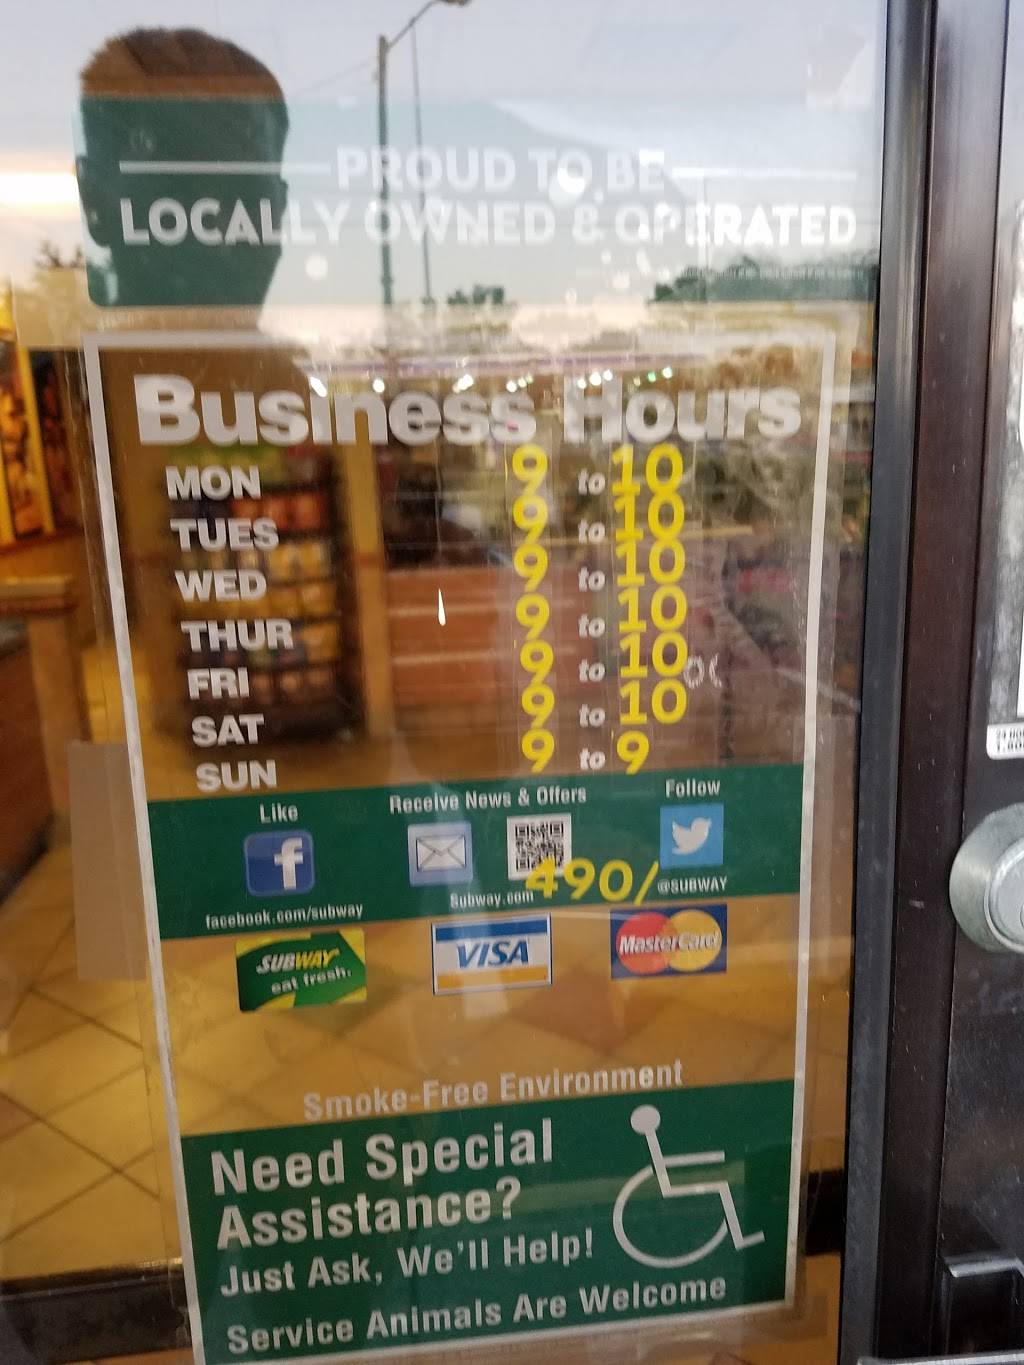 PROUD TO BE
LOCALLY OWNED & OPERATED
Business Hours
MON 9 to 10
TUES 9 to 10
WED 9 to 10
THUR 9 to 10
FRI 9 to 10
SAT 9 to 10
SUN 9 to 9
Like Receive News & Offers Follow
f
490/
facebook.com/subway Subway.com @SUBWAY
SUBWAY
eat fresh.
VISA
MasterCard
Smoke-Free Environment
Need Special
Assistance?
Just Ask, We'll Help!
Service Animals Are Welcome